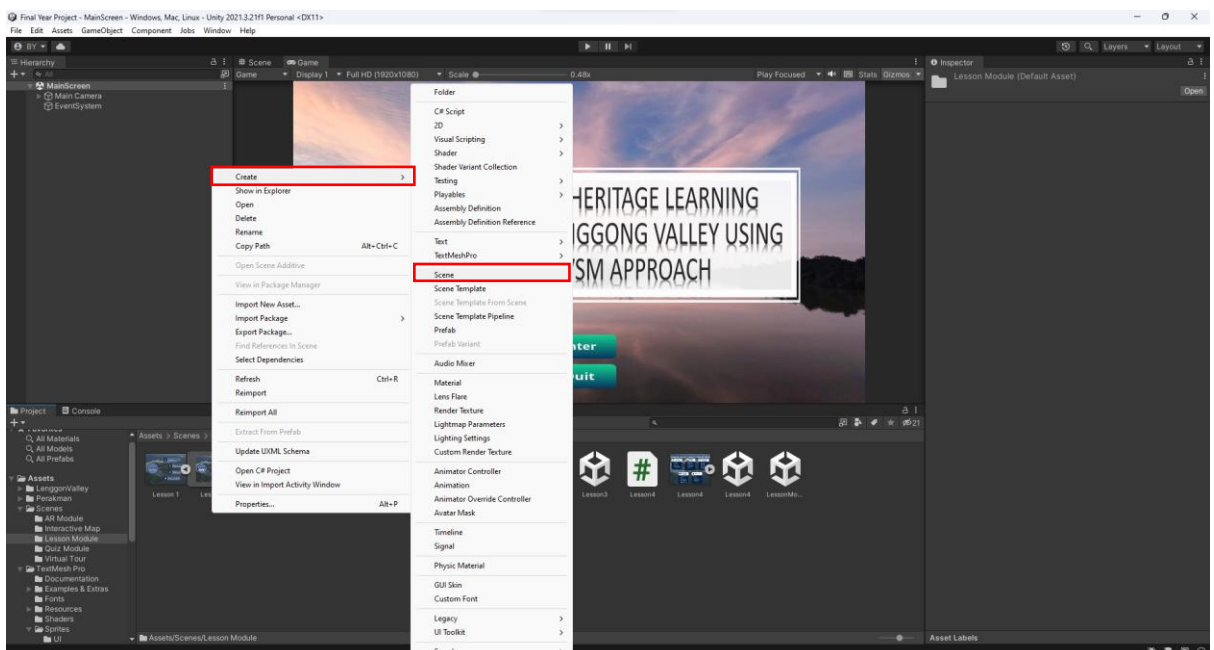 Final Year Project - MainScreen - Windows, Mac, Linux - Unity 2021.3.21f1 Personal <DX11>
File Edit Assets GameObject Component Jobs Window Help
BY
Layers
Layout
Hierarchy
All
MainScreen
Main Camera
EventSystem
Scene
Game
Game
Display 1
Full HD (1920x1080)
Scale
0.48x
Play Focused
Stats
Gizmos
Inspector
Lesson Module (Default Asset)
Open
HERITAGE LEARNING
GGONG VALLEY USING
SM APPROACH
nter
uit
Create
Show in Explorer
Open
Delete
Rename
Copy Path Alt+Ctrl+C
Open Scene Additive
View in Package Manager
Import New Asset...
Import Package
Export Package...
Find References In Scene
Select Dependencies
Refresh Ctrl+R
Reimport
Reimport All
Extract From Prefab
Update UXML Schema
Open C# Project
View in Import Activity Window
Properties... Alt+P
Folder
C# Script
2D
Visual Scripting
Shader
Shader Variant Collection
Testing
Playables
Assembly Definition
Assembly Definition Reference
Text
TextMeshPro
Scene
Scene Template
Scene Template From Scene
Scene Template Pipeline
Prefab
Prefab Variant
Audio Mixer
Material
Lens Flare
Render Texture
Lightmap Parameters
Lighting Settings
Custom Render Texture
Animator Controller
Animation
Animator Override Controller
Avatar Mask
Timeline
Signal
Physic Material
GUI Skin
Custom Font
Legacy
UI Toolkit
Project
Console
21
All Materials
All Models
All Prefabs
Assets
LenggonValley
Perakman
Scenes
AR Module
Interactive Map
Lesson Module
Quiz Module
Virtual Tour
TextMesh Pro
Documentation
Examples & Extras
Fonts
Resources
Shaders
Sprites
UI
Assets > Scenes >
Lesson 1
Les
Lesson3
Lesson4
Lesson4
Lesson4
LessonMo...
Assets/Scenes/Lesson Module
Asset Labels